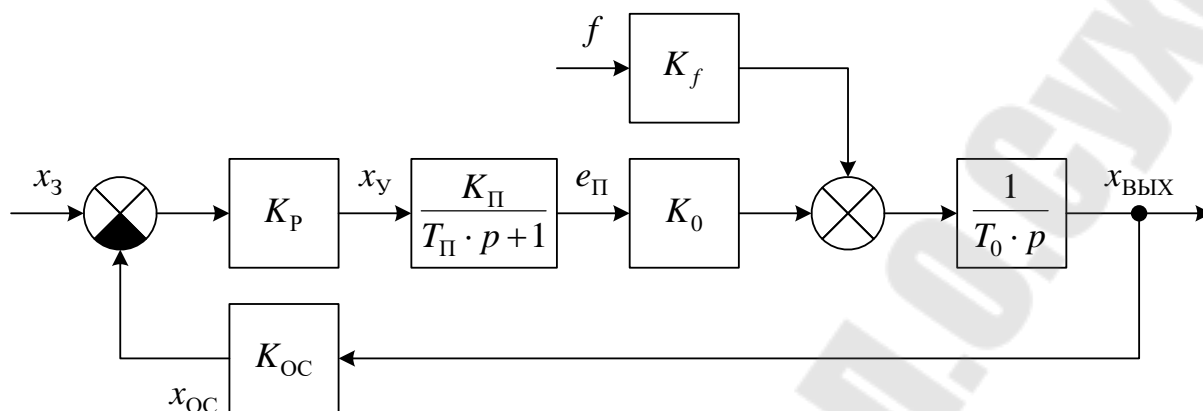 f
K_f
x_З
K_Р
x_У
K_П / (T_П · p + 1)
e_П
K_0
1 / (T_0 · p)
x_ВЫХ
K_ОС
x_ОС